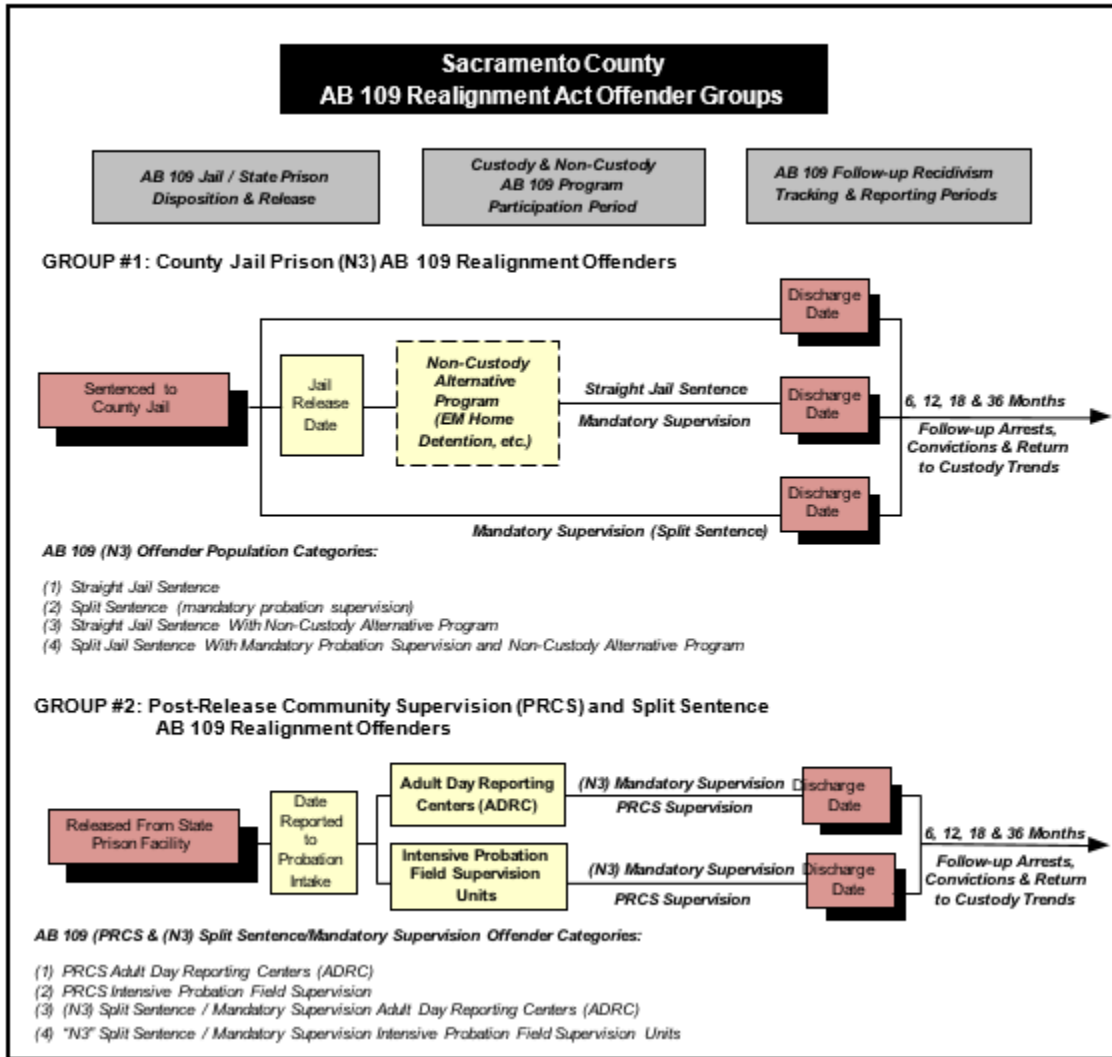 Sacramento County
AB 109 Realignment Act Offender Groups
AB 109 Jail / State Prison
Disposition & Release
Custody & Non-Custody
AB 109 Program
Participation Period
AB 109 Follow-up Recidivism
Tracking & Reporting Periods
GROUP #1: County Jail Prison (N3) AB 109 Realignment Offenders
Sentenced to
County Jail
Jail
Release
Date
Non-Custody
Alternative
Program
(EM Home
Detention, etc.)
Straight Jail Sentence
Mandatory Supervision
Mandatory Supervision (Split Sentence)
Discharge
Date
Discharge
Date
Discharge
Date
6, 12, 18 & 36 Months
Follow-up Arrests,
Convictions & Return
to Custody Trends
AB 109 (N3) Offender Population Categories:
(1) Straight Jail Sentence
(2) Split Sentence (mandatory probation supervision)
(3) Straight Jail Sentence With Non-Custody Alternative Program
(4) Split Jail Sentence With Mandatory Probation Supervision and Non-Custody Alternative Program
GROUP #2: Post-Release Community Supervision (PRCS) and Split Sentence
AB 109 Realignment Offenders
Released From State
Prison Facility
Date
Reported
to
Probation
Intake
Adult Day Reporting
Centers (ADRC)
Intensive Probation
Field Supervision
Units
(N3) Mandatory Supervision
PRCS Supervision
(N3) Mandatory Supervision
PRCS Supervision
Discharge
Date
Discharge
Date
6, 12, 18 & 36 Months
Follow-up Arrests,
Convictions & Return
to Custody Trends
AB 109 (PRCS & (N3) Split Sentence/Mandatory Supervision Offender Categories:
(1) PRCS Adult Day Reporting Centers (ADRC)
(2) PRCS Intensive Probation Field Supervision
(3) (N3) Split Sentence / Mandatory Supervision Adult Day Reporting Centers (ADRC)
(4) "N3" Split Sentence / Mandatory Supervision Intensive Probation Field Supervision Units